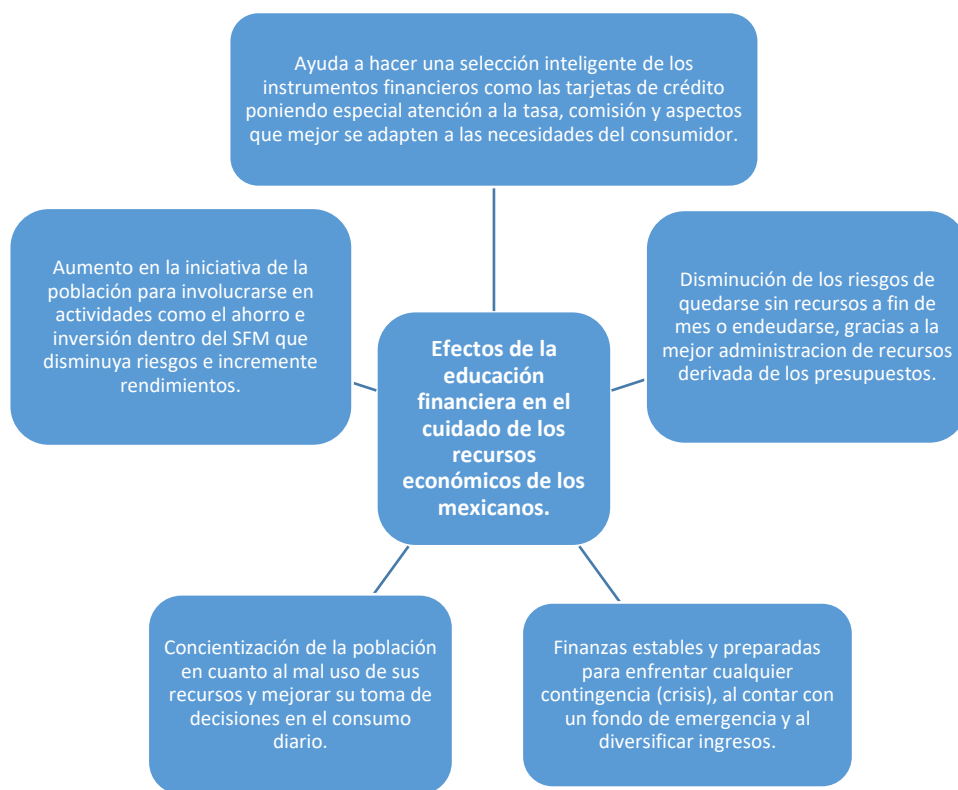 Ayuda a hacer una selección inteligente de los
instrumentos financieros como las tarjetas de crédito
poniendo especial atención a la tasa, comisión y aspectos
que mejor se adapten a las necesidades del consumidor.
Aumento en la iniciativa de la
población para involucrarse en
actividades como el ahorro e
inversión dentro del SFM que
disminuya riesgos e incremente
rendimientos.
Disminución de los riesgos de
quedarse sin recursos a fin de
mes o endeudarse, gracias a la
mejor administracion de recursos
derivada de los presupuestos.
Efectos de la
educación
financiera en el
cuidado de los
recursos
económicos de los
mexicanos.
Concientización de la población
en cuanto al mal uso de sus
recursos y mejorar su toma de
decisiones en el consumo
diario.
Finanzas estables y preparadas
para enfrentar cualquier
contingencia (crisis), al contar con
un fondo de emergencia y al
diversificar ingresos.